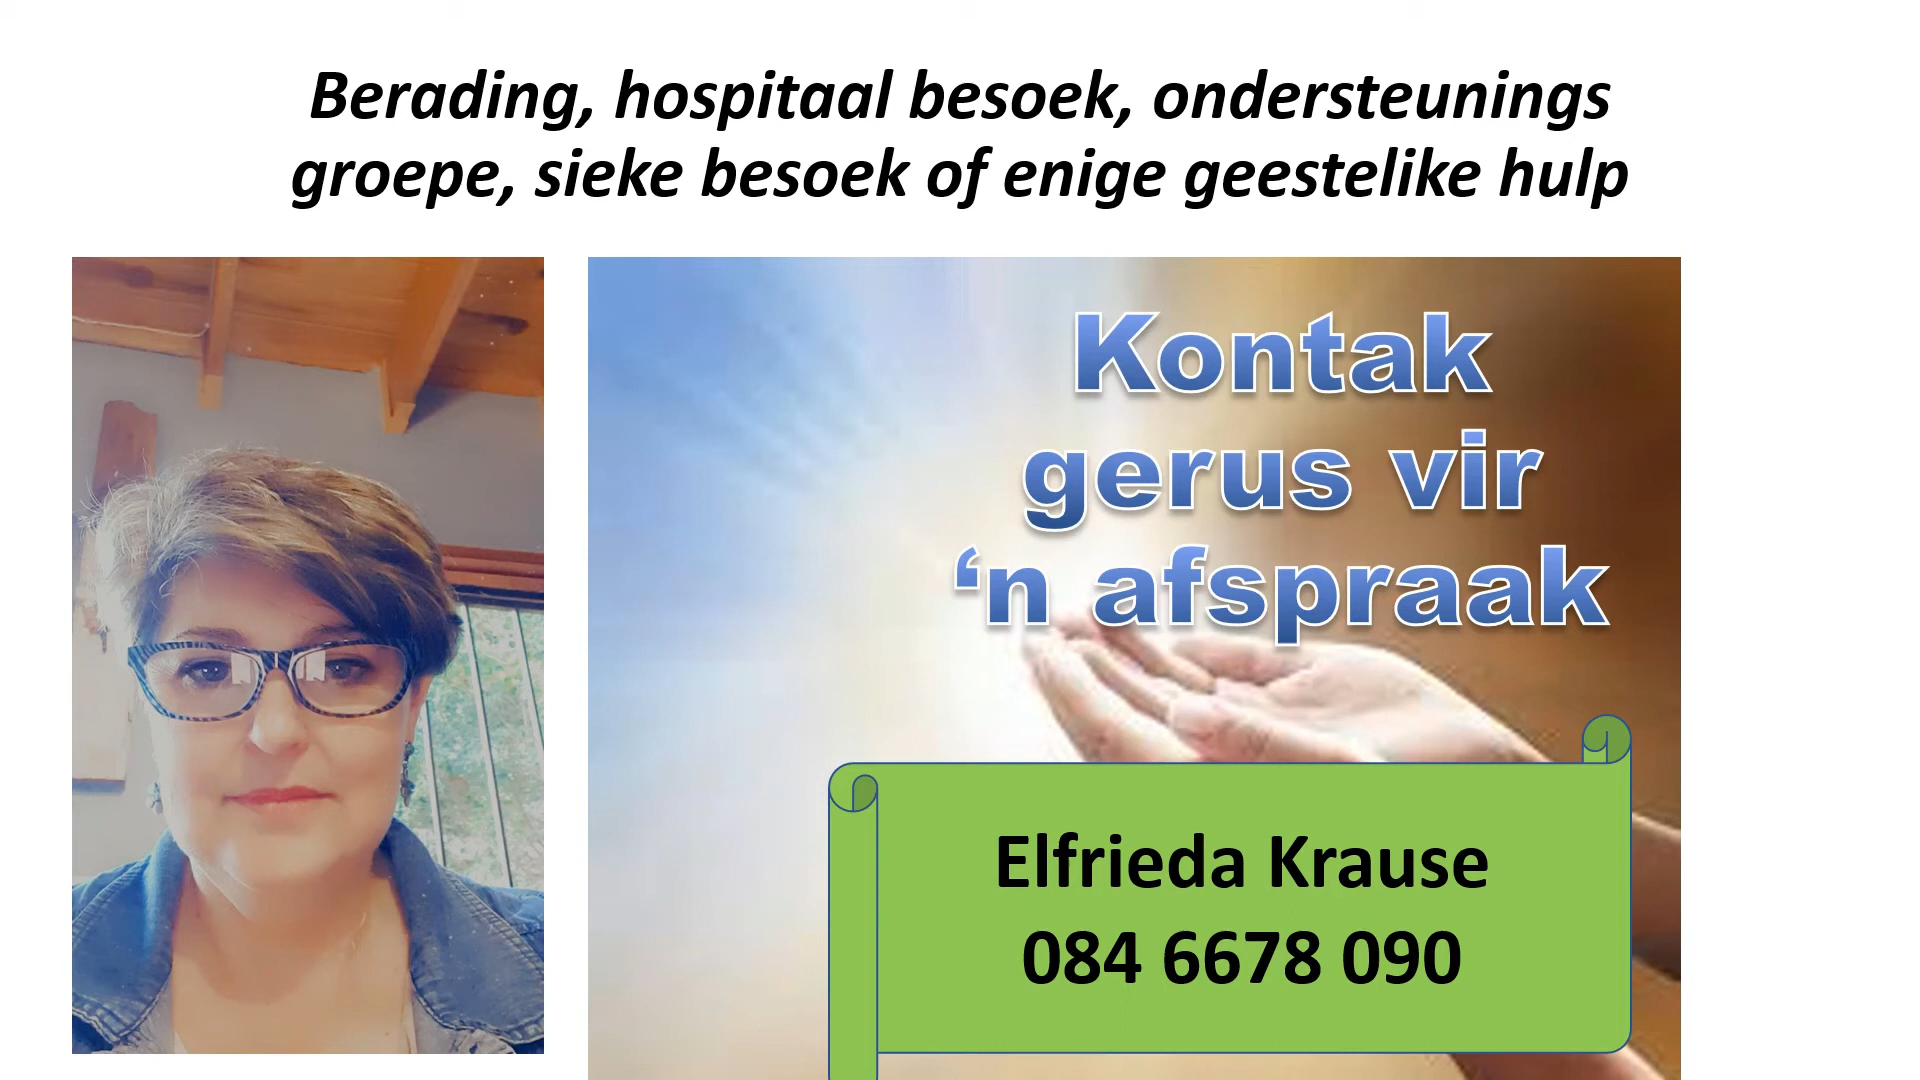 Berading, hospitaal besoek, ondersteunings
groepe, sieke besoek of enige geestelike hulp
Kontak
gerus vir
‘n afspraak
Elfrieda Krause
084 6678 090